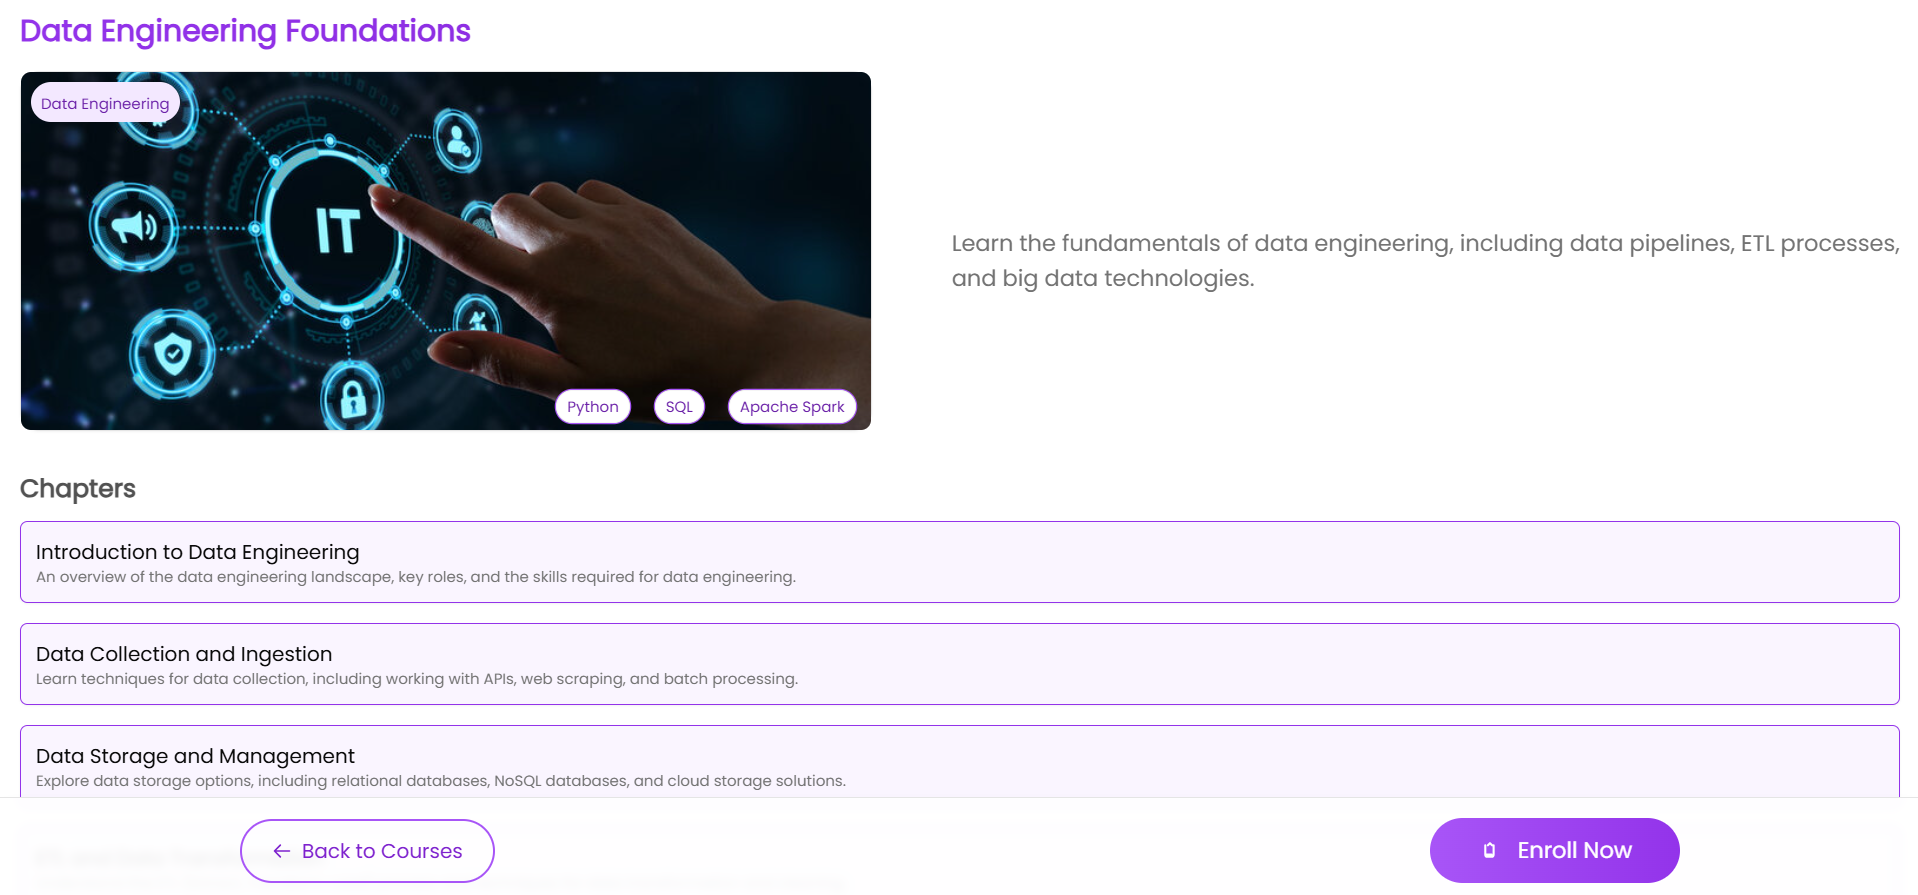 Data Engineering Foundations
Data Engineering
IT
Python
SQL
Apache Spark
Learn the fundamentals of data engineering, including data pipelines, ETL processes,
and big data technologies.
Chapters
Introduction to Data Engineering
An overview of the data engineering landscape, key roles, and the skills required for data engineering.
Data Collection and Ingestion
Learn techniques for data collection, including working with APIs, web scraping, and batch processing.
Data Storage and Management
Explore data storage options, including relational databases, NoSQL databases, and cloud storage solutions.
Back to Courses
Enroll Now